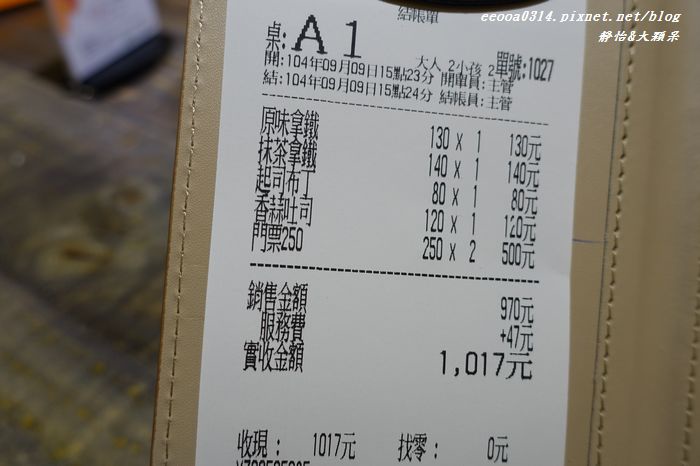 eeooa0314.pixnet.net/blog
靜怡&大顆呆
結帳單
桌:A1 大人 2小孩 2 單號:1027
開:104年09月09日15點23分 開單員:主管
結:104年09月09日15點24分 結帳員:主管
原味拿鐵 130 x 1 130元
抹茶拿鐵 140 x 1 140元
起司布丁 80 x 1 80元
香蒜吐司 120 x 1 120元
門票250 250 x 2 500元
銷售金額 970元
服務費 +47元
實收金額 1,017元
收現: 1017元 找零: 0元